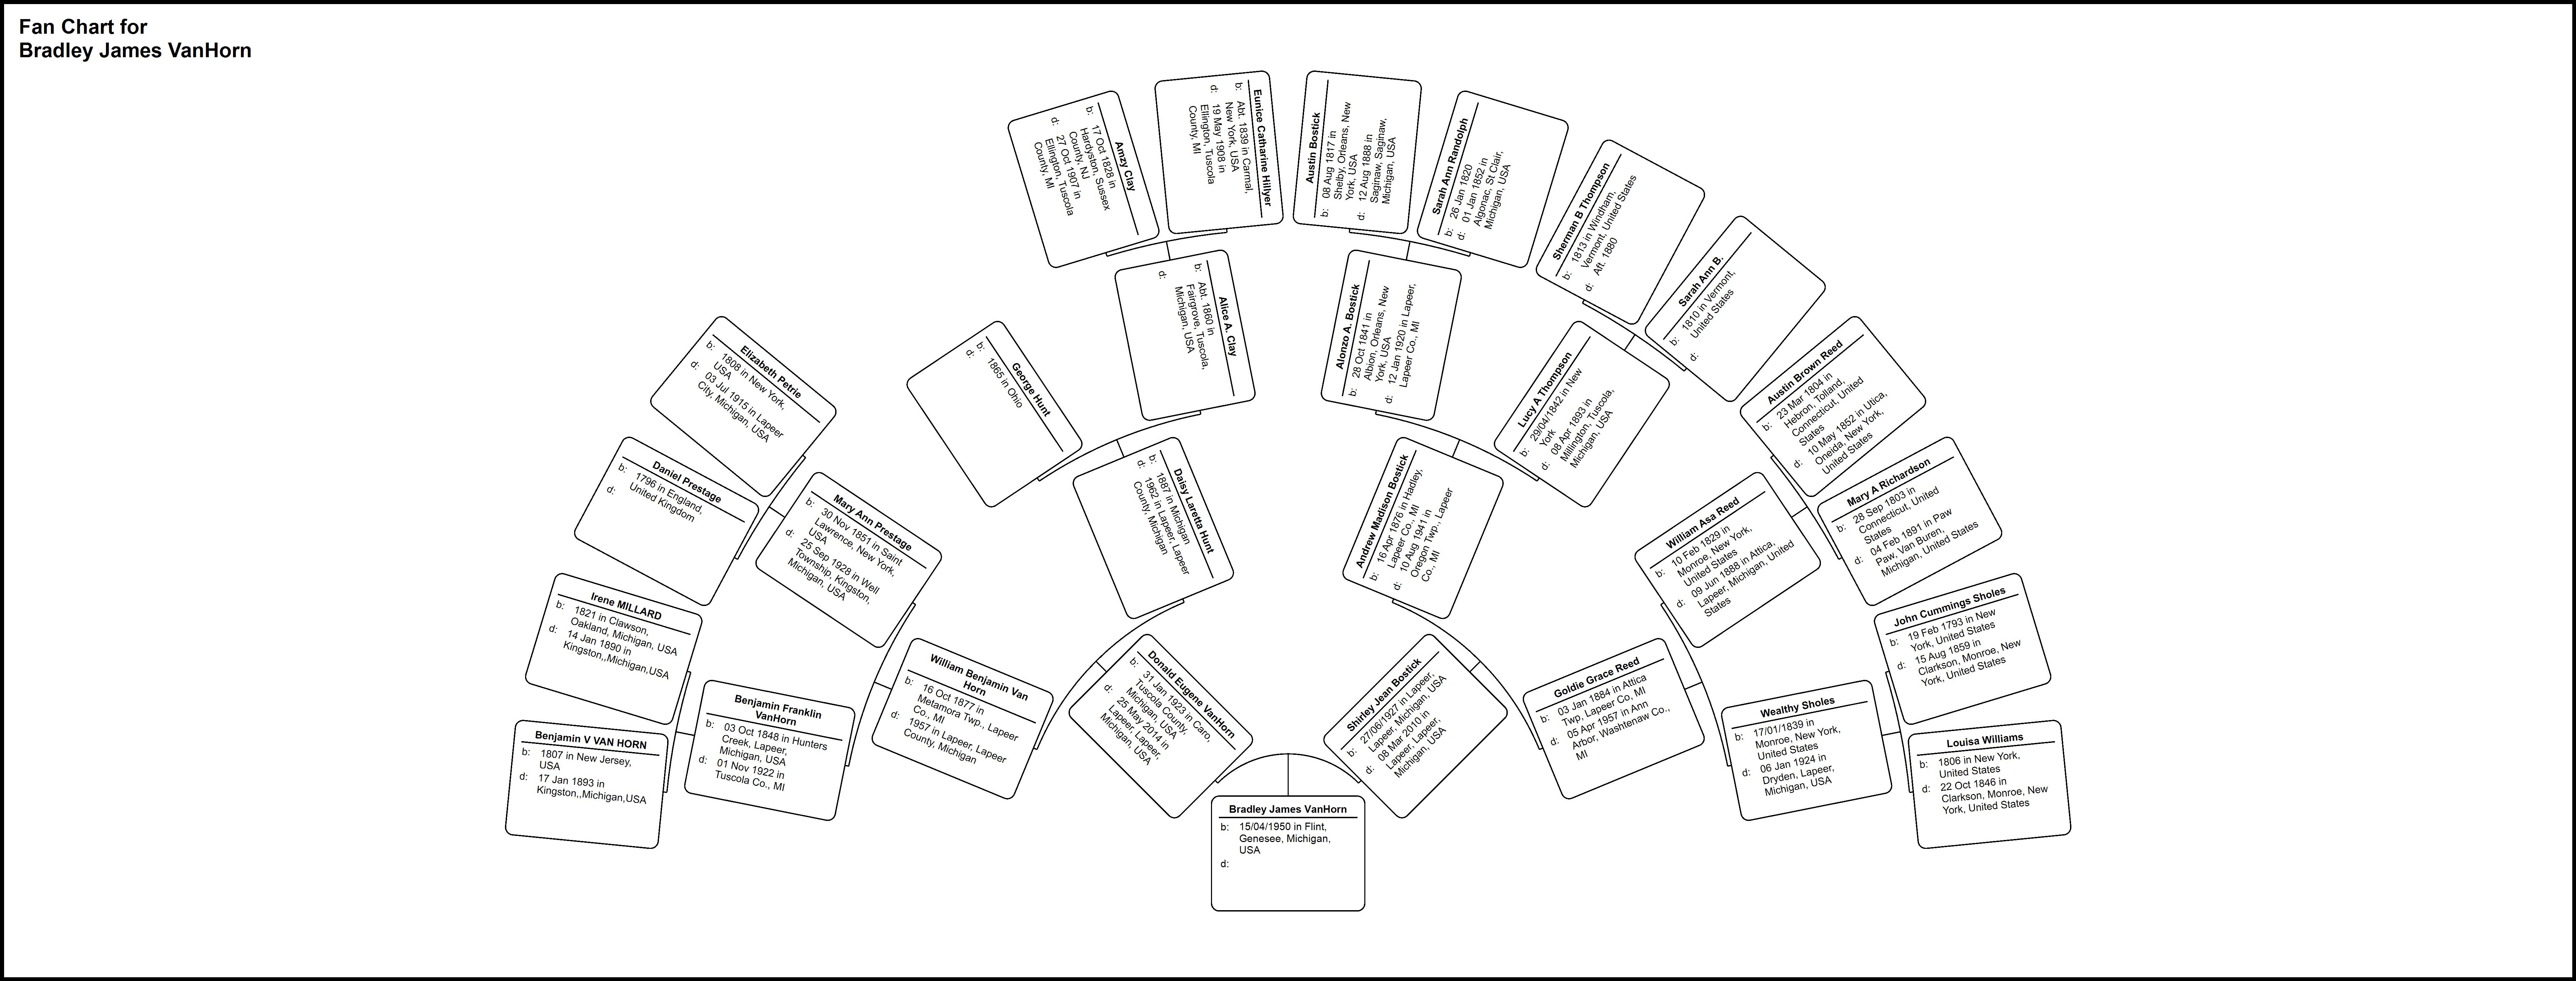 Fan Chart for
Bradley James VanHorn
Amzy Clay
b: 17 Oct 1828 in
Hardyston, Sussex
County, NJ
d: 27 Oct 1907 in
Ellington, Tuscola
County, MI
Eunice Catharine Hillyer
b: Abt. 1839 in Carmal,
New York, USA
d: 19 May 1908 in
Ellington, Tuscola
County, MI
Austin Bostick
b: 08 Aug 1817 in
Shelby, Orleans, New
York, USA
d: 12 Aug 1888 in
Saginaw, Saginaw,
Michigan, USA
Sarah Ann Randolph
b: 26 Jan 1820
d: 01 Jan 1852 in
Algonac, St Clair,
Michigan, USA
Sherman B Thompson
b: 1813 in Windham,
Vermont, United States
d: Aft. 1880
Sarah Ann B.
b: 1810 in Vermont,
United States
d:
Alice A. Clay
b: Abt. 1860 in
Fairgrove, Tuscola,
Michigan, USA
d:
Alonzo A. Bostick
b: 28 Oct 1841 in
Albion, Orleans, New
York, USA
d: 12 Jan 1920 in Lapeer,
Lapeer Co., MI
Elizabeth Petrie
b: 1808 in New York,
USA
d: 03 Jul 1915 in Lapeer
City, Michigan, USA
George Hunt
b: 1865 in Ohio
d:
Lucy A Thompson
b: 29/04/1842 in New
York
d: 08 Apr 1893 in
Millington, Tuscola,
Michigan, USA
Austin Brown Reed
b: 23 Mar 1804 in
Hebron, Tolland,
Connecticut, United
States
d: 10 May 1852 in Utica,
Oneida, New York,
United States
Daniel Prestage
b: 1796 in England,
United Kingdom
d:
Mary Ann Prestage
b: 30 Nov 1851 in Saint
Lawrence, New York,
USA
d: 25 Sep 1928 in Well
Township, Kingston,
Michigan, USA
Daisy Laretta Hunt
b: 1887 in Michigan
d: 1962 in Lapeer, Lapeer
County, Michigan
Andrew Madison Bostick
b: 16 Apr 1876 in Hadley,
Lapeer Co., MI
d: 10 Aug 1941 in
Oregon Twp., Lapeer
Co., MI
William Asa Reed
b: 10 Feb 1829 in
Monroe, New York,
United States
d: 09 Jun 1888 in Attica,
Lapeer, Michigan, United
States
Mary A Richardson
b: 28 Sep 1803 in
Connecticut, United
States
d: 04 Feb 1891 in Paw
Paw, Van Buren,
Michigan, United States
Irene MILLARD
b: 1821 in Clawson,
Oakland, Michigan, USA
d: 14 Jan 1890 in
Kingston,,Michigan,USA
John Cummings Sholes
b: 19 Feb 1793 in New
York, United States
d: 15 Aug 1859 in
Clarkson, Monroe, New
York, United States
Benjamin V VAN HORN
b: 1807 in New Jersey,
USA
d: 17 Jan 1893 in
Kingston,,Michigan,USA
Benjamin Franklin
VanHorn
b: 03 Oct 1848 in Hunters
Creek, Lapeer,
Michigan, USA
d: 01 Nov 1922 in
Tuscola Co., MI
William Benjamin Van
Horn
b: 16 Oct 1877 in
Metamora Twp., Lapeer
Co., MI
d: 1957 in Lapeer, Lapeer
County, Michigan
Donald Eugene VanHorn
b: 31 Jan 1923 in Caro,
Tuscola County,
Michigan, USA
d: 25 May 2014 in
Lapeer, Lapeer,
Michigan, USA,
Shirley Jean Bostick
b: 27/06/1927 in Lapeer,
Lapeer, Michigan, USA
d: 08 Mar 2010 in
Lapeer, Lapeer,
Michigan, USA
Goldie Grace Reed
b: 03 Jan 1884 in Attica
Twp, Lapeer Co, MI
d: 05 Apr 1957 in Ann
Arbor, Washtenaw Co.,
MI
Wealthy Sholes
b: 17/01/1839 in
Monroe, New York,
United States
d: 06 Jan 1924 in
Dryden, Lapeer,
Michigan, USA
Louisa Williams
b: 1806 in New York,
United States
d: 22 Oct 1846 in
Clarkson, Monroe, New
York, United States
Bradley James VanHorn
b: 15/04/1950 in Flint,
Genesee, Michigan,
USA
d: